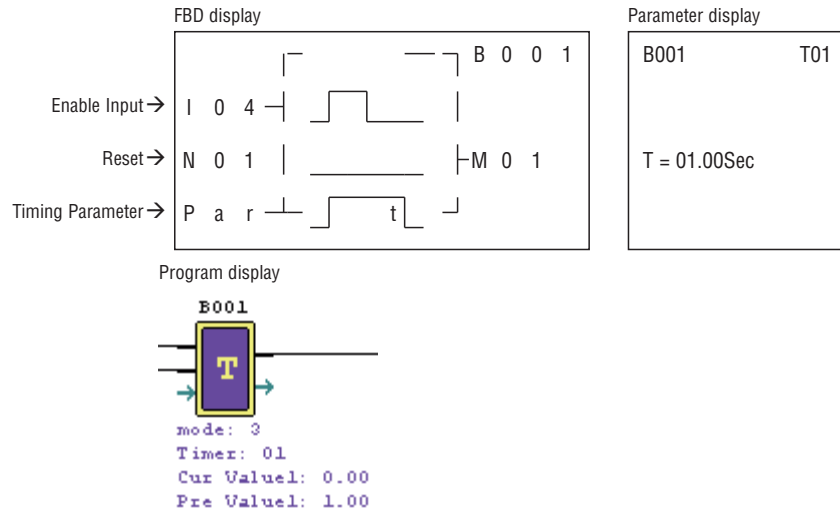 FBD display
Parameter display
B 0 0 1
B001 T01
Enable Input→ I 0 4
Reset→ N 0 1
M 0 1
T = 01.00Sec
Timing Parameter→ P a r
t
Program display
B001
T
mode: 3
Timer: 01
Cur Value1: 0.00
Pre Value1: 1.00